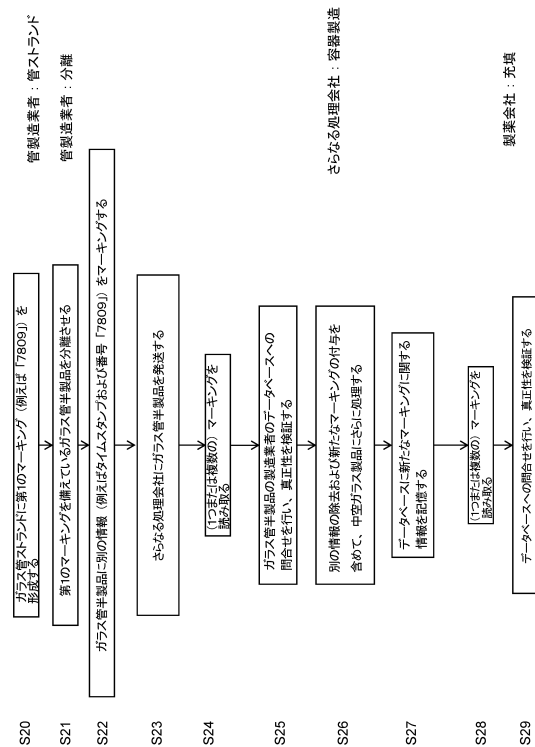 S20
ガラス管ストランドに第1のマーキング（例えば「7809」）を
形成する
管製造業者：管ストランド
S21
第1のマーキングを備えているガラス管半製品を分離させる
管製造業者：分離
S22
ガラス管半製品に別の情報（例えばタイムスタンプおよび番号「7809」）をマーキングする
S23
さらなる処理会社にガラス管半製品を発送する
S24
（1つまたは複数の）マーキングを
読み取る
S25
ガラス管半製品の製造業者のデータベースへの
問合せを行い、真正性を検証する
S26
別の情報の除去および新たなマーキングの付与を
含めて、中空ガラス製品にさらに処理する
さらなる処理会社：容器製造
S27
データベースに新たなマーキングに関する
情報を記憶する
S28
（1つまたは複数の）マーキングを
読み取る
S29
データベースへの問合せを行い、真正性を検証する
製薬会社：充填